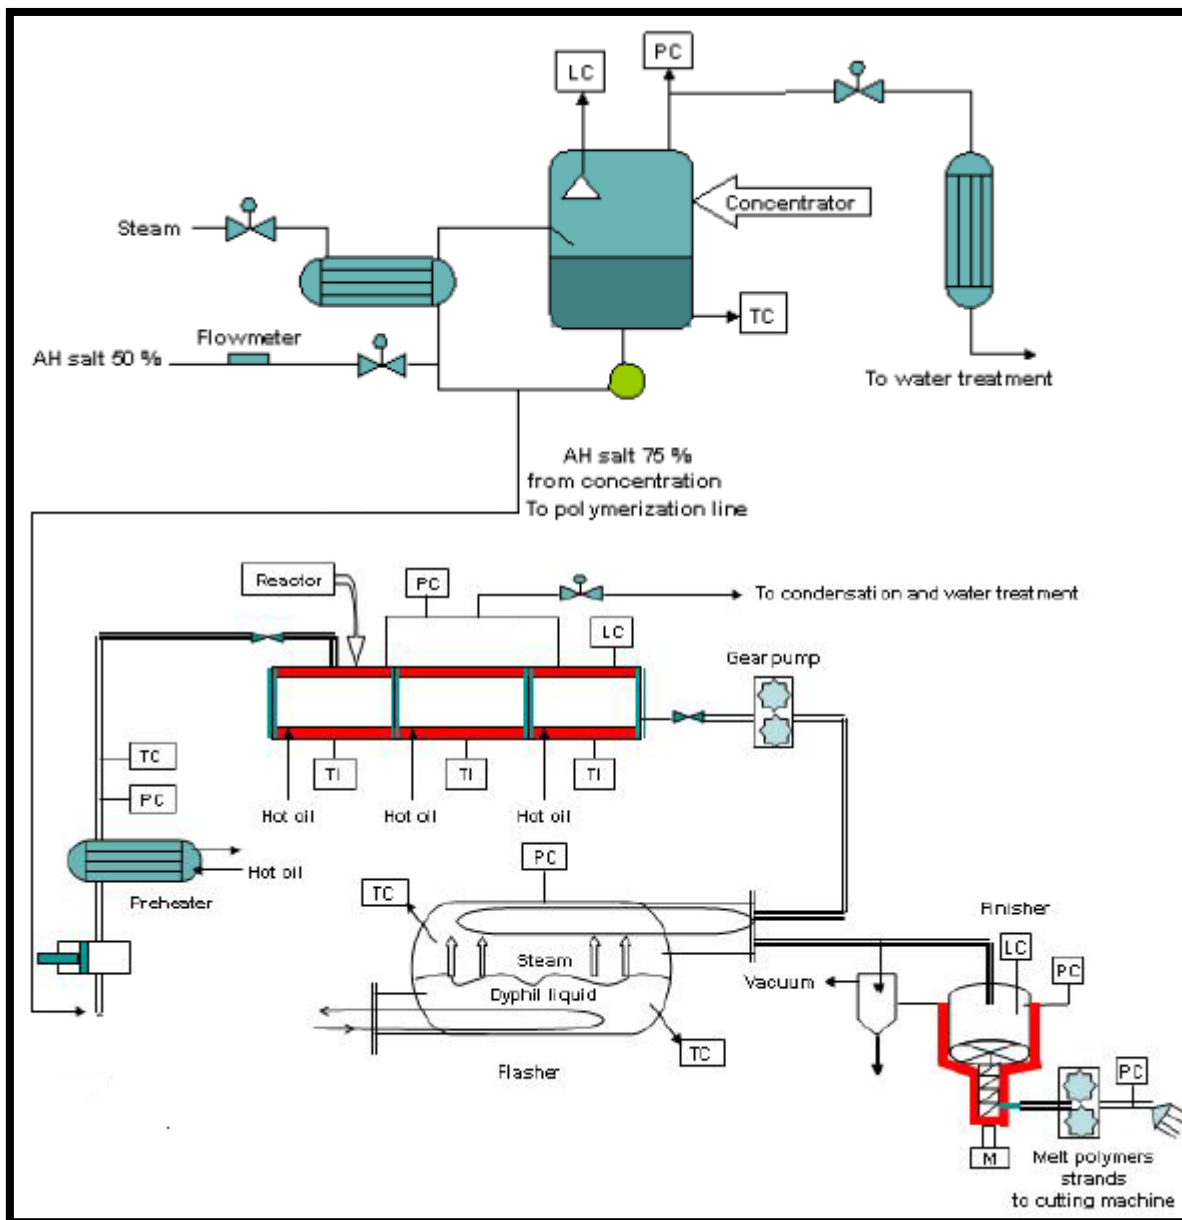 LC
PC
Concentrator
Steam
TC
Flowmeter
AH salt 50 %
To water treatment
AH salt 75 %
from concentration
To polymerization line
Reactor
PC
To condensation and water treatment
LC
Gear pump
TC
TI
TI
TI
PC
Hot oil
Hot oil
Hot oil
PC
Hot oil
TC
Preheater
Finisher
LC
Steam
PC
Vacuum
Dyphil liquid
TC
Flasher
PC
M
Melt polymers
strands
to cutting machine